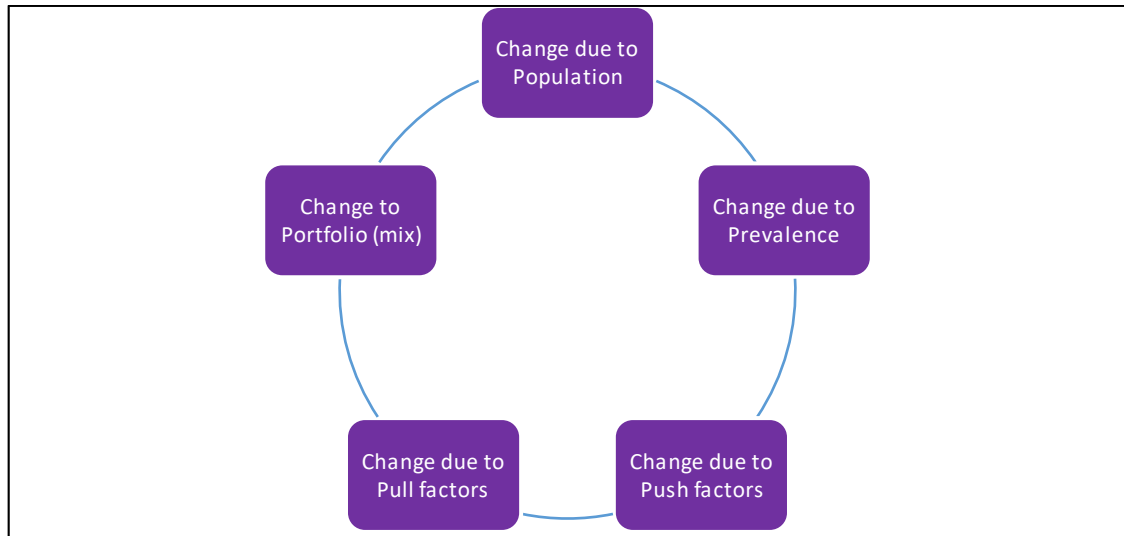 Change due to
Population
Change to
Portfolio (mix)
Change due to
Prevalence
Change due to
Pull factors
Change due to
Push factors